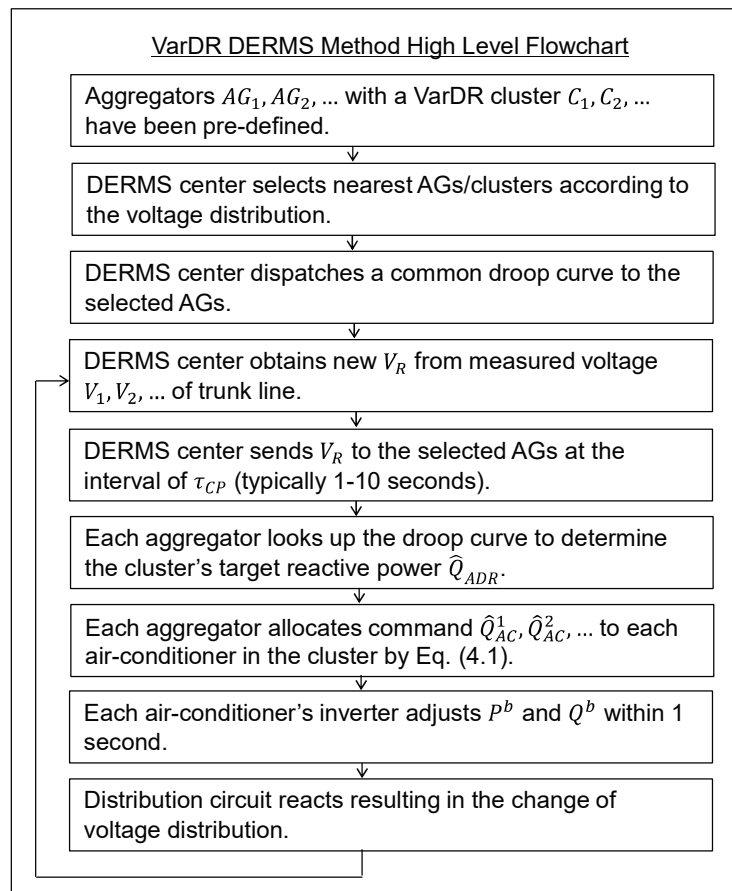 VarDR DERMS Method High Level Flowchart
Aggregators 𝐴𝐺₁, 𝐴𝐺₂, … with a VarDR cluster 𝐶₁, 𝐶₂, …
have been pre-defined.
DERMS center selects nearest AGs/clusters according to
the voltage distribution.
DERMS center dispatches a common droop curve to the
selected AGs.
DERMS center obtains new 𝑉_𝑅 from measured voltage
𝑉₁, 𝑉₂, … of trunk line.
DERMS center sends 𝑉_𝑅 to the selected AGs at the
interval of 𝜏_𝐶𝑃 (typically 1-10 seconds).
Each aggregator looks up the droop curve to determine
the cluster’s target reactive power Q̂_𝐴𝐷𝑅.
Each aggregator allocates command Q̂¹_𝐴𝐶, Q̂²_𝐴𝐶, … to each
air-conditioner in the cluster by Eq. (4.1).
Each air-conditioner’s inverter adjusts 𝑃ᵇ and 𝑄ᵇ within 1
second.
Distribution circuit reacts resulting in the change of
voltage distribution.